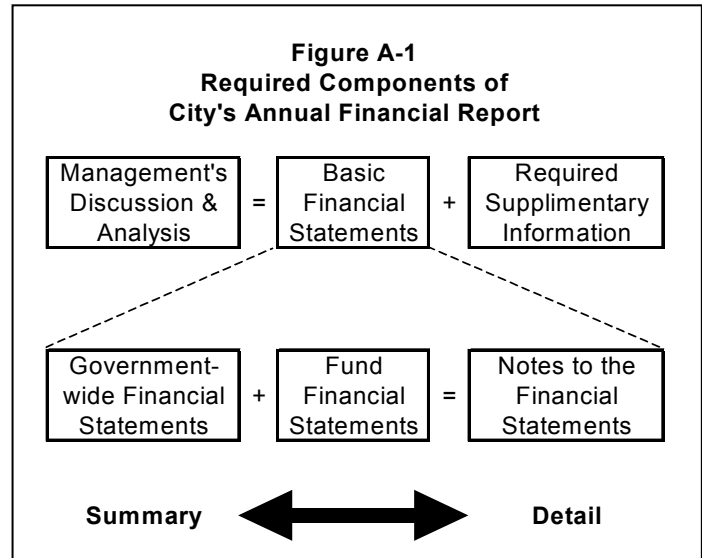 Figure A-1
Required Components of
City's Annual Financial Report
Management's
Discussion &
Analysis
=
Basic
Financial
Statements
+
Required
Supplimentary
Information
Government-
wide Financial
Statements
+
Fund
Financial
Statements
=
Notes to the
Financial
Statements
Summary
Detail